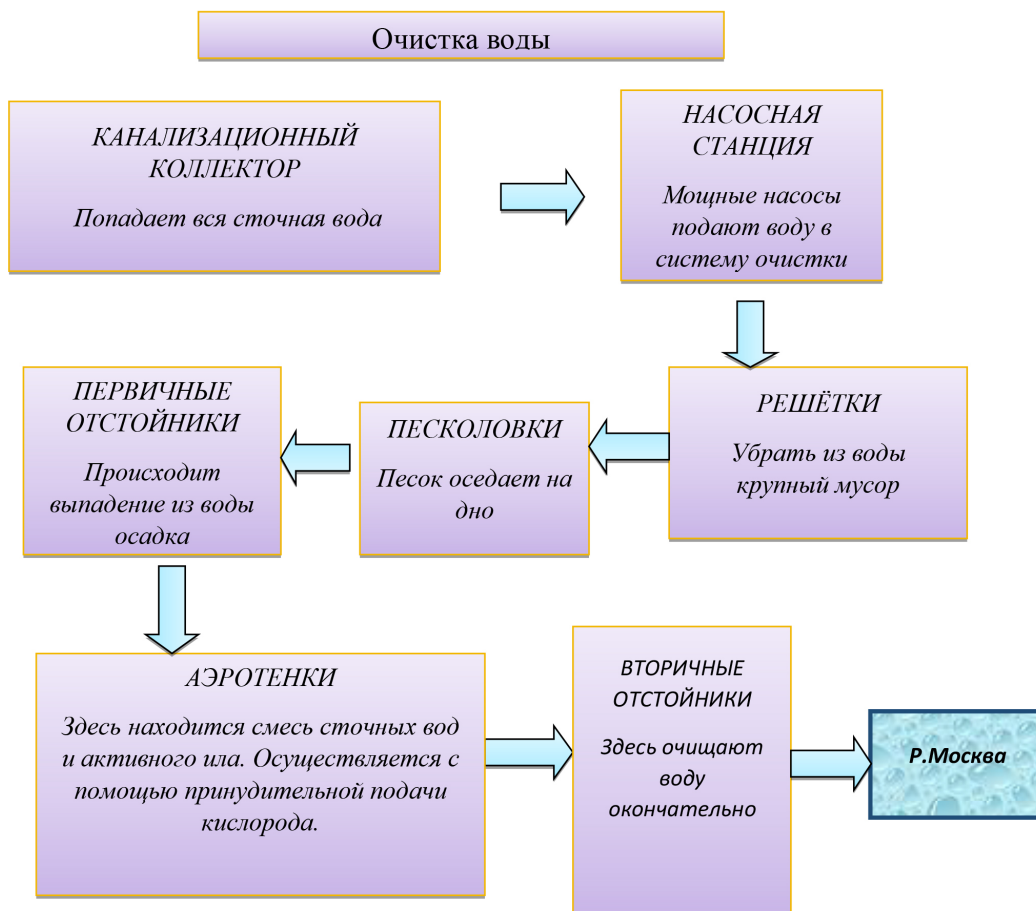 Очистка воды
КАНАЛИЗАЦИОННЫЙ
КОЛЛЕКТОР
Попадает вся сточная вода
НАСОСНАЯ
СТАНЦИЯ
Мощные насосы
подают воду в
систему очистки
РЕШЁТКИ
Убрать из воды
крупный мусор
ПЕСКОЛОВКИ
Песок оседает на
дно
ПЕРВИЧНЫЕ
ОТСТОЙНИКИ
Происходит
выпадение из воды
осадка
АЭРОТЕНКИ
Здесь находится смесь сточных вод
и активного ила. Осуществляется с
помощью принудительной подачи
кислорода.
ВТОРИЧНЫЕ
ОТСТОЙНИКИ
Здесь очищают
воду
окончательно
Р.Москва